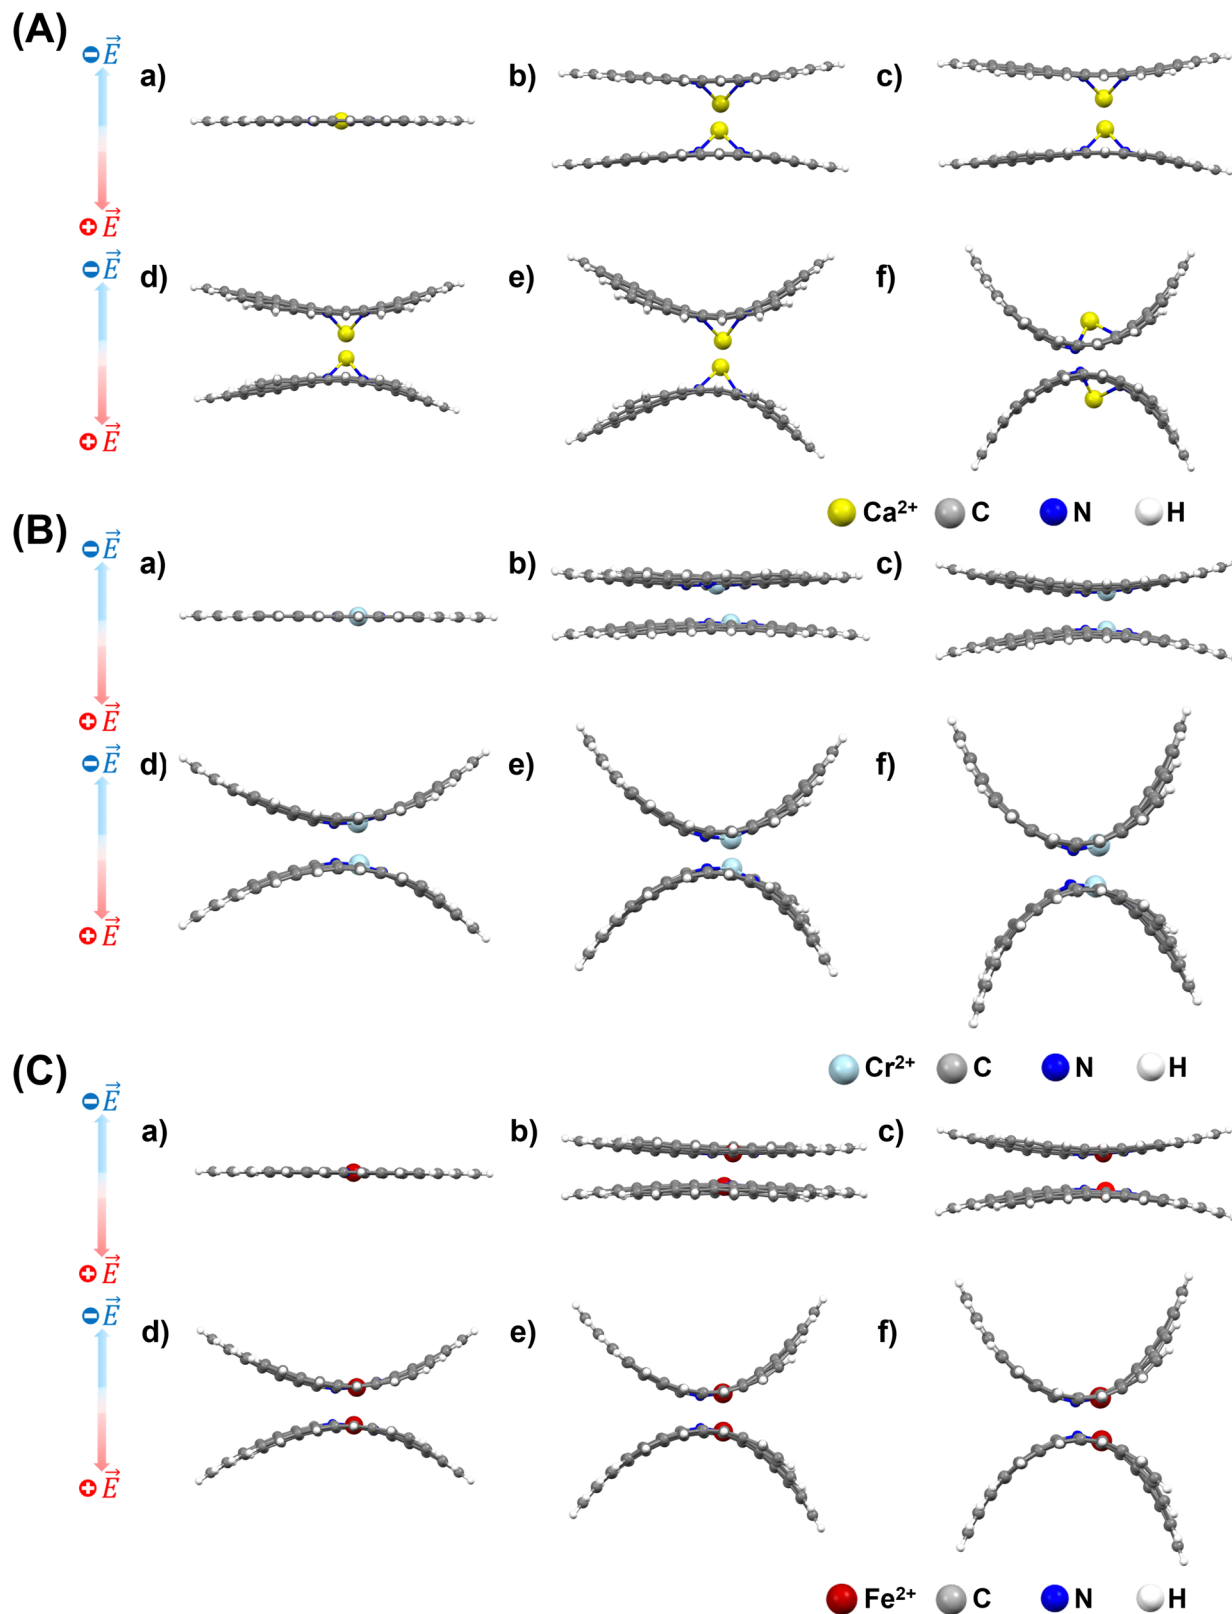 (A)
⊖ E⃗
a)
b)
c)
⊕ E⃗
⊖ E⃗
d)
e)
f)
⊕ E⃗
Ca²⁺ C N H
(B)
⊖ E⃗
a)
b)
c)
⊕ E⃗
⊖ E⃗
d)
e)
f)
⊕ E⃗
Cr²⁺ C N H
(C)
⊖ E⃗
a)
b)
c)
⊕ E⃗
⊖ E⃗
d)
e)
f)
⊕ E⃗
Fe²⁺ C N H